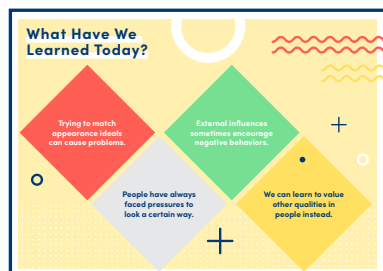 What Have We
Learned Today?
Trying to match
appearance ideals
can cause problems.
External influences
sometimes encourage
negative behaviors.
People have always
faced pressures to
look a certain way.
We can learn to value
other qualities in
people instead.